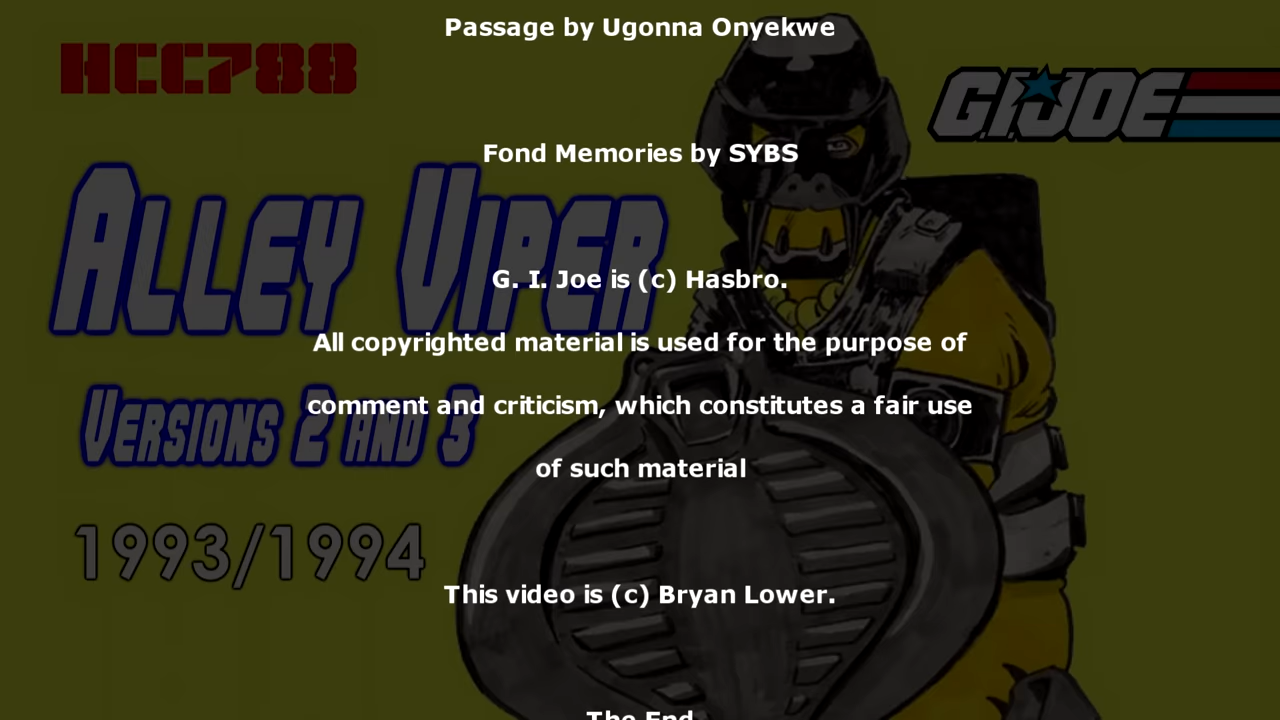 Passage by Ugonna Onyekwe
HCC788
G.I. JOE
Fond Memories by SYBS
Alley Viper
G. I. Joe is (c) Hasbro.
All copyrighted material is used for the purpose of
comment and criticism, which constitutes a fair use
Versions 2 and 3
of such material
1993/1994
This video is (c) Bryan Lower.
The End